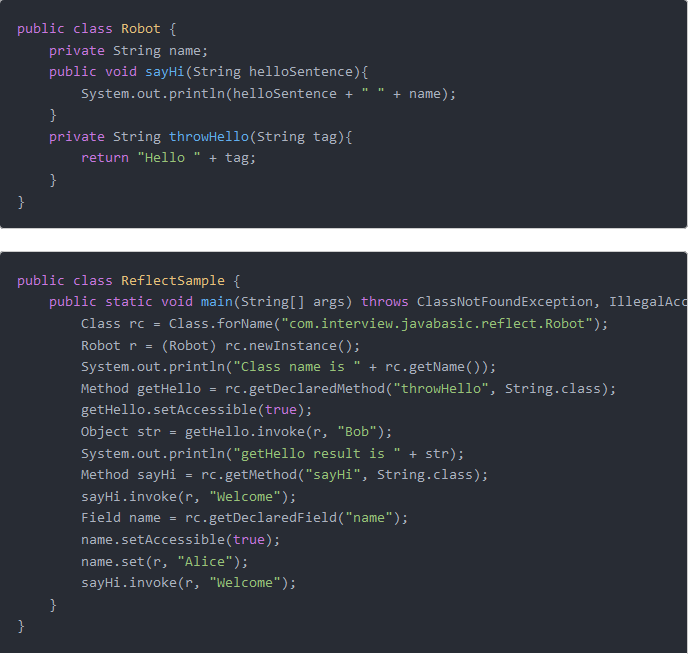 public class Robot {
    private String name;
    public void sayHi(String helloSentence){
        System.out.println(helloSentence + " " + name);
    }
    private String throwHello(String tag){
        return "Hello " + tag;
    }
}
public class ReflectSample {
    public static void main(String[] args) throws ClassNotFoundException, IllegalAcc
        Class rc = Class.forName("com.interview.javabasic.reflect.Robot");
        Robot r = (Robot) rc.newInstance();
        System.out.println("Class name is " + rc.getName());
        Method getHello = rc.getDeclaredMethod("throwHello", String.class);
        getHello.setAccessible(true);
        Object str = getHello.invoke(r, "Bob");
        System.out.println("getHello result is " + str);
        Method sayHi = rc.getMethod("sayHi", String.class);
        sayHi.invoke(r, "Welcome");
        Field name = rc.getDeclaredField("name");
        name.setAccessible(true);
        name.set(r, "Alice");
        sayHi.invoke(r, "Welcome");
    }
}